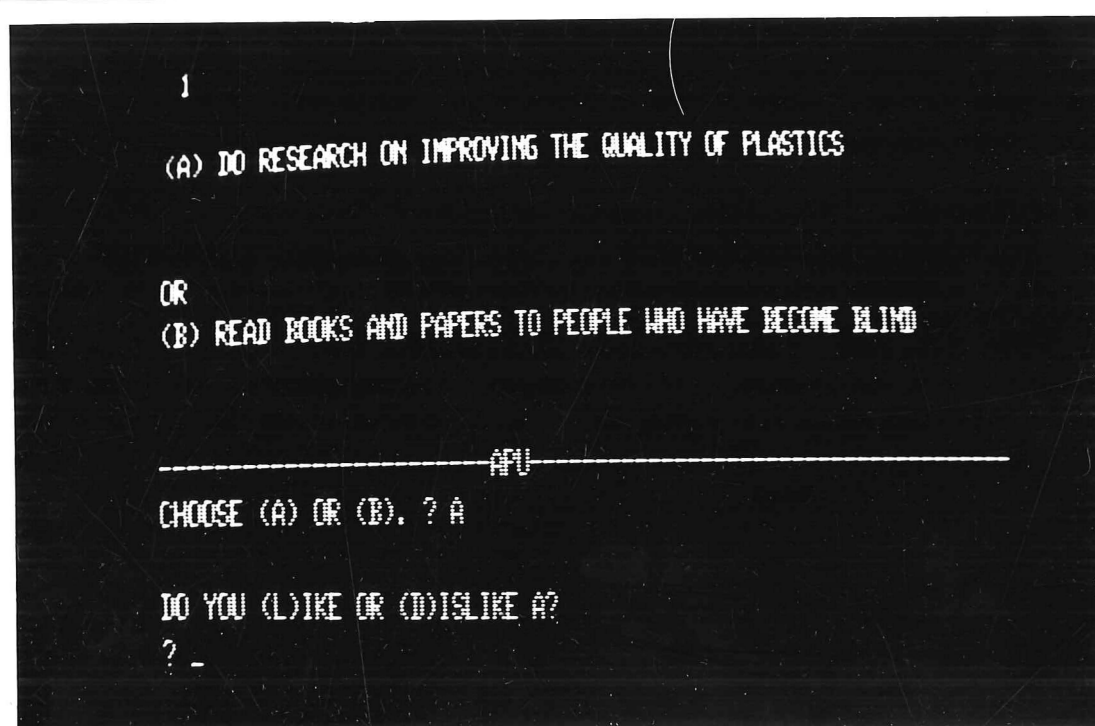 1
(A) DO RESEARCH ON IMPROVING THE QUALITY OF PLASTICS
OR
(B) READ BOOKS AND PAPERS TO PEOPLE WHO HAVE BECOME BLIND
APU
CHOOSE (A) OR (B). ? A
DO YOU (L)IKE OR (D)ISLIKE A?
? _